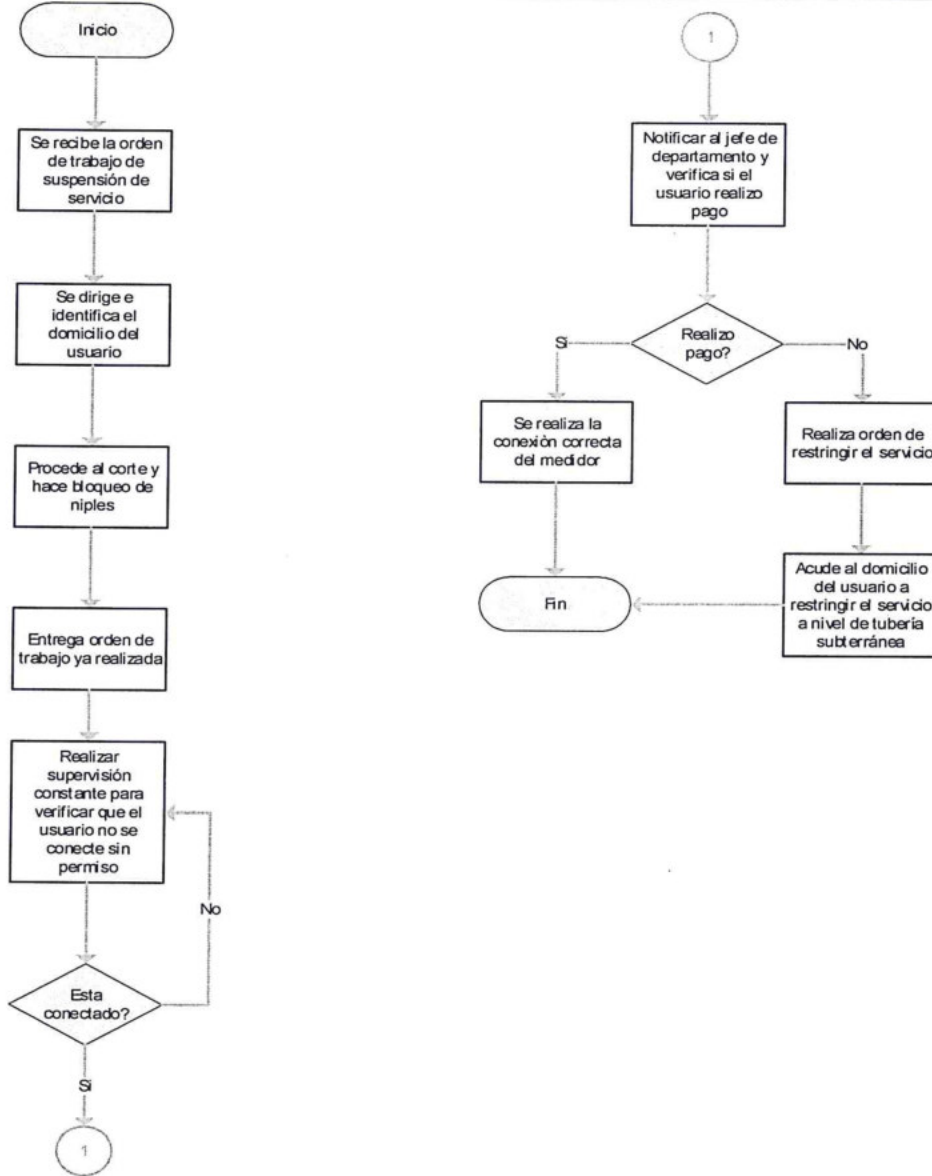 Inicio
Se recibe la orden
de trabajo de
suspensión de
servicio
Se dirige e
identifica el
domicilio del
usuario
Procede al corte y
hace bloqueo de
niples
Entrega orden de
trabajo ya realizada
Realizar
supervisión
constante para
verificar que el
usuario no se
conecte sin
permiso
No
Esta
conectado?
Si
1
1
Notificar al jefe de
departamento y
verifica si el
usuario realizo
pago
Realizo
pago?
Si
No
Se realiza la
conexión correcta
del medidor
Realiza orden de
restringir el servicio
Fin
Acude al domicilio
del usuario a
restringir el servicio
a nivel de tubería
subterránea